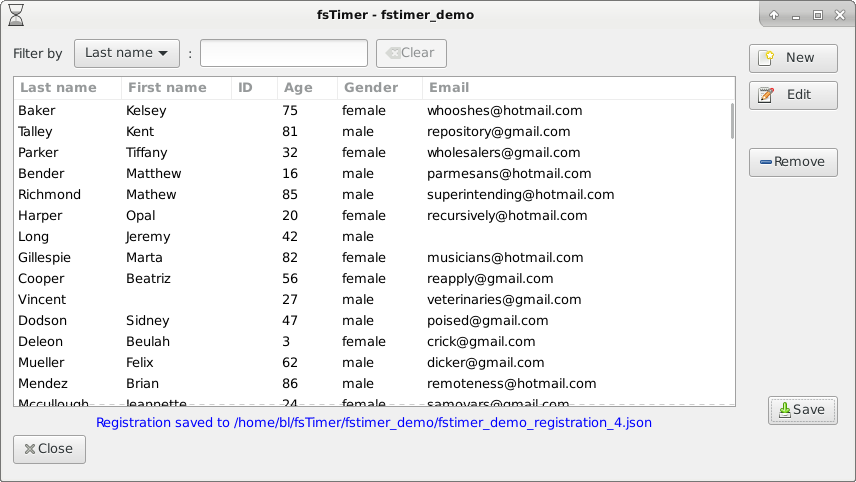 fsTimer - fstimer_demo
Filter by Last name : Clear
New
Edit
Remove
Last name First name ID Age Gender Email
Baker Kelsey 75 female whooshes@hotmail.com
Talley Kent 81 male repository@gmail.com
Parker Tiffany 32 female wholesalers@gmail.com
Bender Matthew 16 male parmesans@hotmail.com
Richmond Mathew 85 male superintending@hotmail.com
Harper Opal 20 female recursively@hotmail.com
Long Jeremy 42 male
Gillespie Marta 82 female musicians@hotmail.com
Cooper Beatriz 56 female reapply@gmail.com
Vincent 27 male veterinaries@gmail.com
Dodson Sidney 47 male poised@gmail.com
Deleon Beulah 3 female crick@gmail.com
Mueller Felix 62 male dicker@gmail.com
Mendez Brian 86 male remoteness@hotmail.com
Mccullough Jeannette 24 female samovars@gmail.com
Save
Registration saved to /home/bl/fsTimer/fstimer_demo/fstimer_demo_registration_4.json
Close